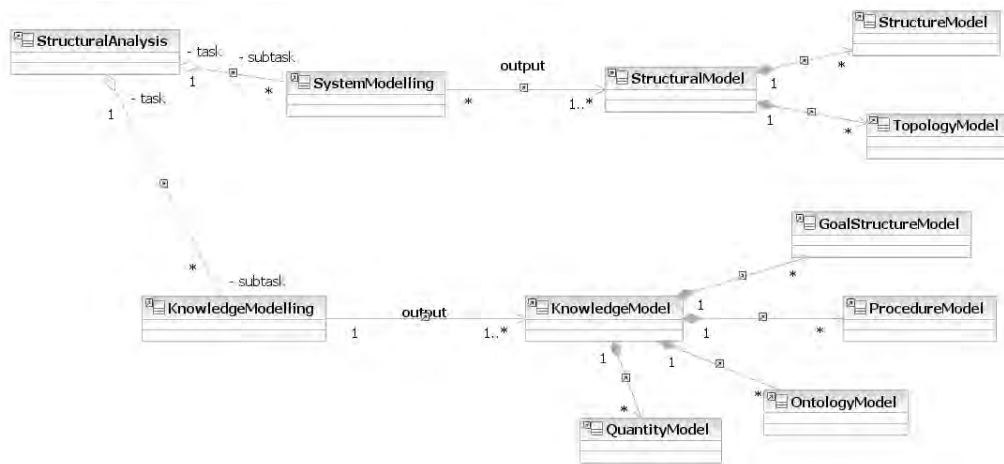 StructuralAnalysis
- task
1
- subtask
*
SystemModelling
*
output
1..*
StructuralModel
1
*
StructureModel
1
*
TopologyModel
- task
1
*
- subtask
KnowledgeModelling
1
output
1..*
KnowledgeModel
1
*
GoalStructureModel
1
*
ProcedureModel
1
*
OntologyModel
1
*
QuantityModel